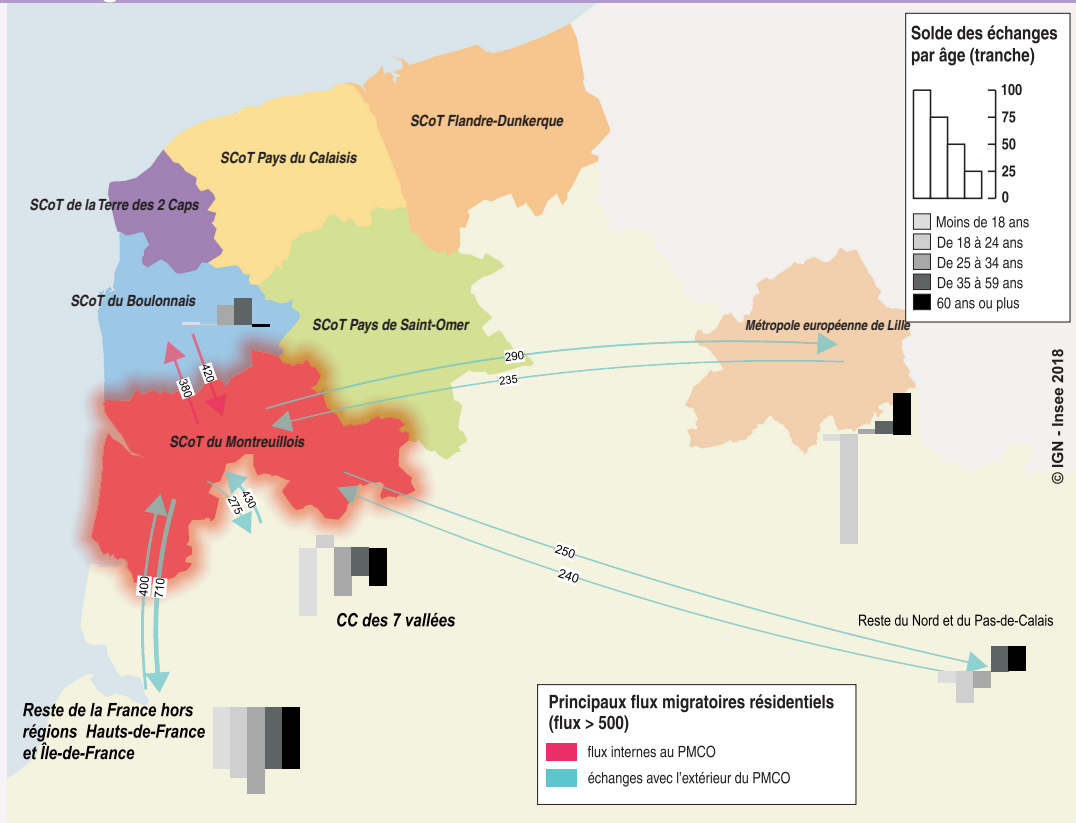 Solde des échanges
par âge (tranche)
100
75
50
25
0
Moins de 18 ans
De 18 à 24 ans
De 25 à 34 ans
De 35 à 59 ans
60 ans ou plus
SCoT Flandre-Dunkerque
SCoT Pays du Calaisis
SCoT de la Terre des 2 Caps
SCoT du Boulonnais
SCoT Pays de Saint-Omer
Métropole européenne de Lille
290
235
380
420
SCoT du Montreuillois
© IGN - Insee 2018
275
430
250
240
400
710
CC des 7 vallées
Reste du Nord et du Pas-de-Calais
Reste de la France hors
régions Hauts-de-France
et Île-de-France
Principaux flux migratoires résidentiels
(flux > 500)
flux internes au PMCO
échanges avec l'extérieur du PMCO